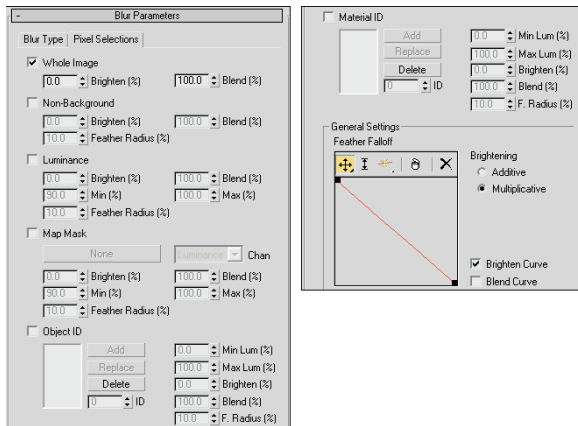 - Blur Parameters
Blur Type Pixel Selections
Whole Image
0.0 Brighten (%) 100.0 Blend (%)
Non-Background
0.0 Brighten (%) 100.0 Blend (%)
10.0 Feather Radius (%)
Luminance
0.0 Brighten (%) 100.0 Blend (%)
90.0 Min (%) 100.0 Max (%)
10.0 Feather Radius (%)
Map Mask
None Luminance Chan
0.0 Brighten (%) 100.0 Blend (%)
90.0 Min (%) 100.0 Max (%)
10.0 Feather Radius (%)
Object ID
Add 0.0 Min Lum (%)
Replace 100.0 Max Lum (%)
Delete 0.0 Brighten (%)
0 ID 100.0 Blend (%)
10.0 F. Radius (%)
Material ID
Add 0.0 Min Lum (%)
Replace 100.0 Max Lum (%)
Delete 0.0 Brighten (%)
0 ID 100.0 Blend (%)
10.0 F. Radius (%)
General Settings
Feather Falloff
Brightening
Additive
Multiplicative
Brighten Curve
Blend Curve